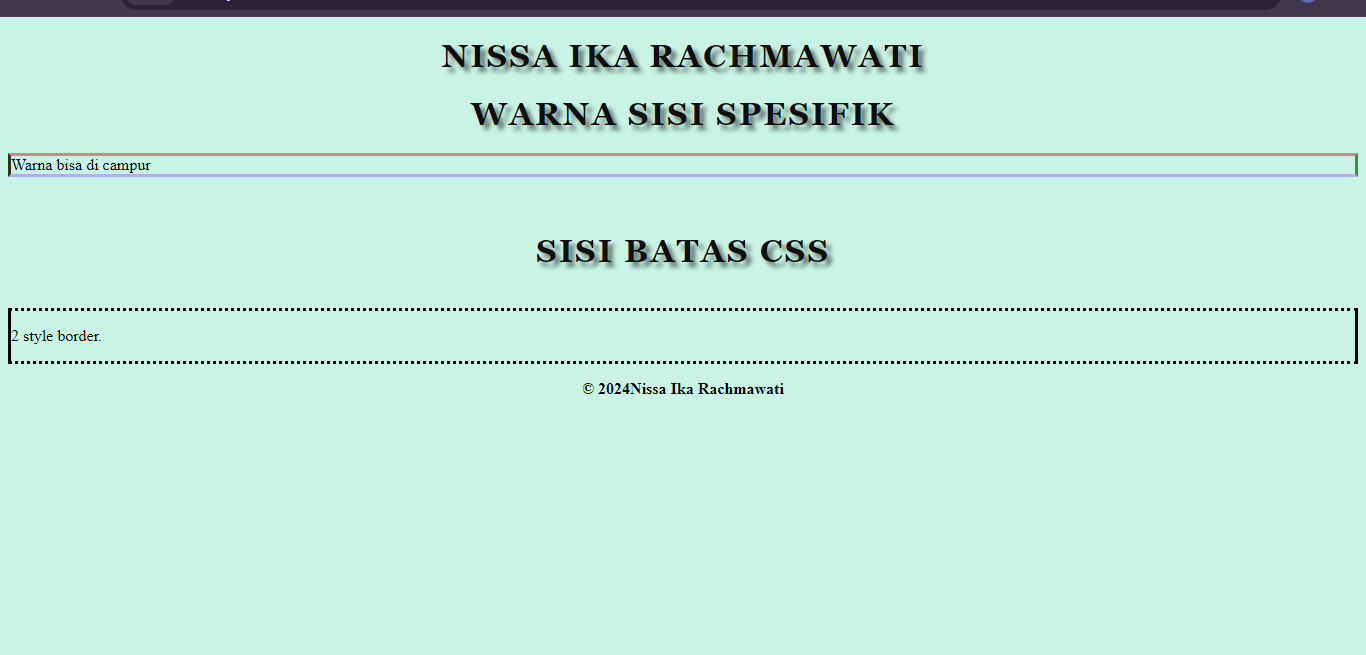 NISSA IKA RACHMAWATI
WARNA SISI SPESIFIK
Warna bisa di campur
SISI BATAS CSS
2 style border.
© 2024Nissa Ika Rachmawati